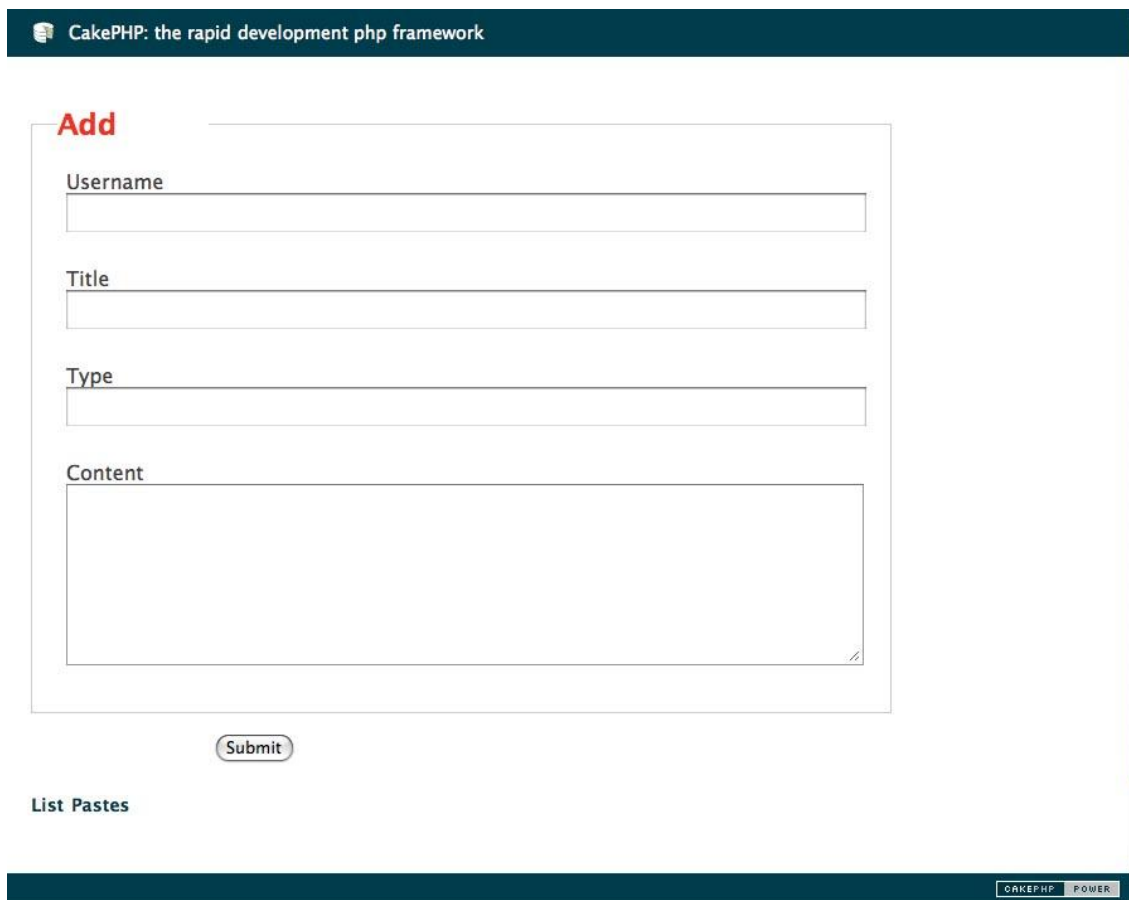 CakePHP: the rapid development php framework
Add
Username
Title
Type
Content
Submit
List Pastes
CAKEPHP POWER